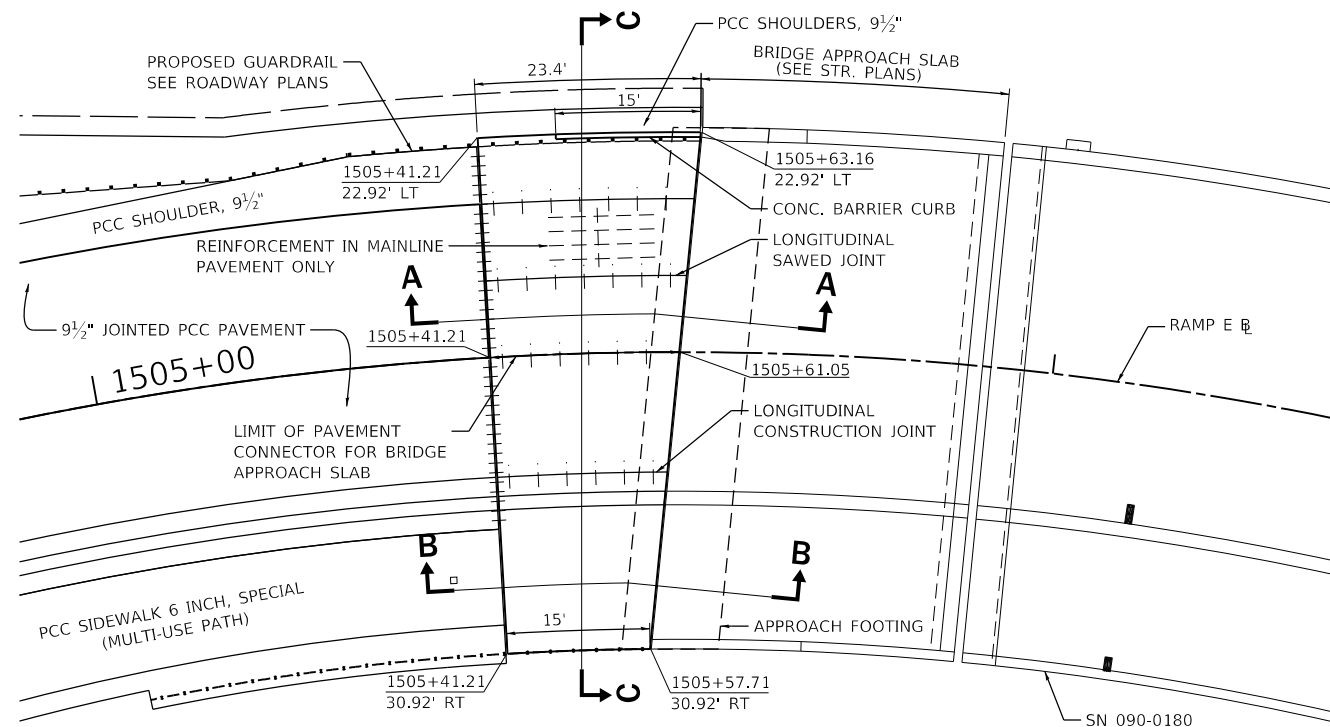 C
PCC SHOULDERS, 9½"
PROPOSED GUARDRAIL
SEE ROADWAY PLANS
BRIDGE APPROACH SLAB
(SEE STR. PLANS)
23.4'
15'
1505+41.21
22.92' LT
1505+63.16
22.92' LT
PCC SHOULDER, 9½"
CONC. BARRIER CURB
REINFORCEMENT IN MAINLINE
PAVEMENT ONLY
LONGITUDINAL
SAWED JOINT
A
A
9½" JOINTED PCC PAVEMENT
1505+41.21
RAMP E ⅊
1505+00
1505+61.05
LIMIT OF PAVEMENT
CONNECTOR FOR BRIDGE
APPROACH SLAB
LONGITUDINAL
CONSTRUCTION JOINT
B
B
PCC SIDEWALK 6 INCH, SPECIAL
(MULTI-USE PATH)
15'
APPROACH FOOTING
1505+41.21
30.92' RT
1505+57.71
30.92' RT
C
SN 090-0180